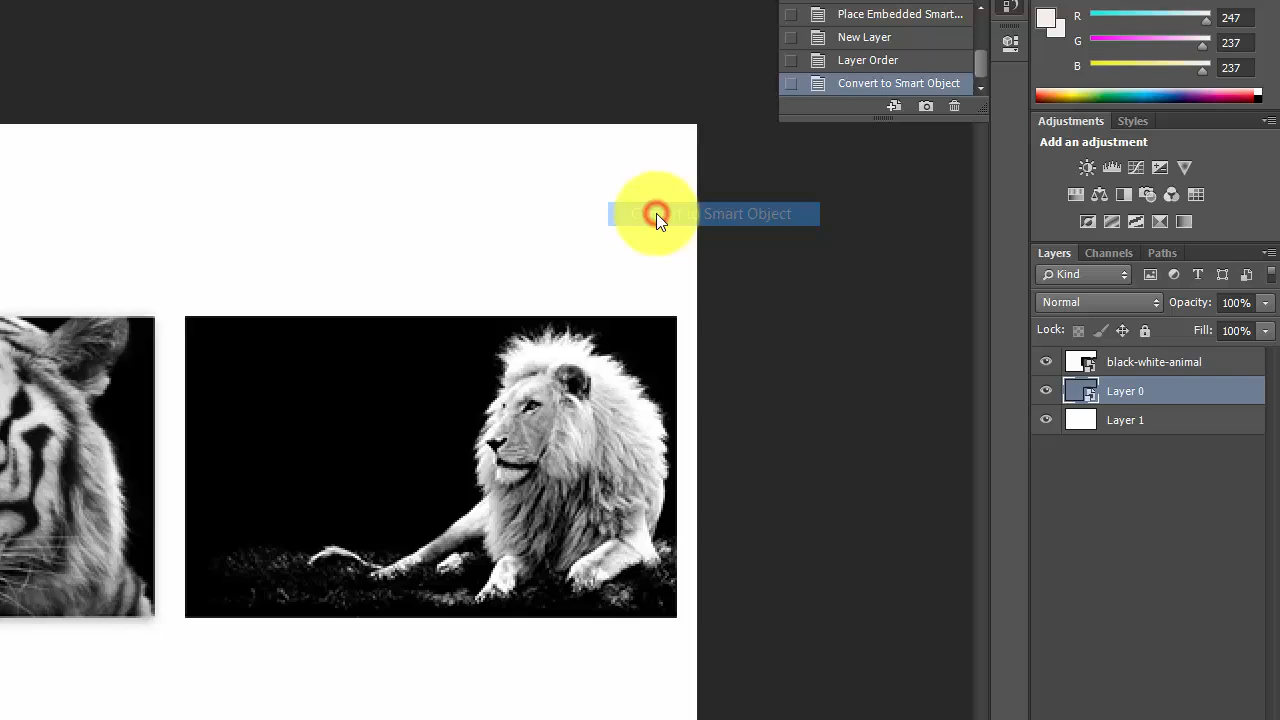 Place Embedded Smart...
New Layer
Layer Order
Convert to Smart Object
R 247
G 237
B 237
Adjustments Styles
Add an adjustment
to Smart Object
Layers Channels Paths
Kind
Normal Opacity: 100%
Lock: Fill: 100%
black-white-animal
Layer 0
Layer 1